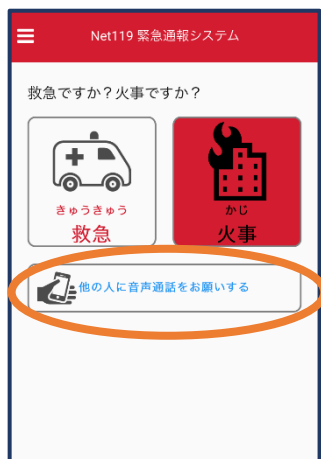 Net119 緊急通報システム
救急ですか？火事ですか？
きゅうきゅう
救急
かじ
火事
他の人に音声通話をお願いする